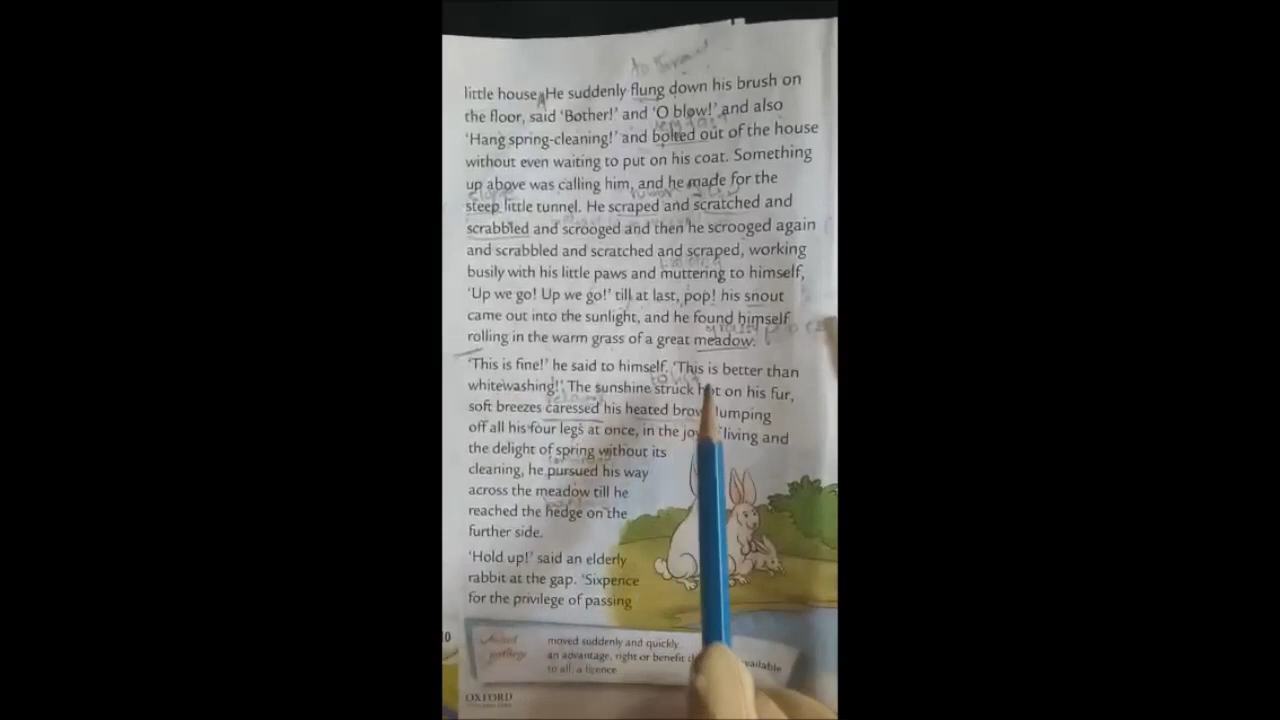 little house. He suddenly flung down his brush on
the floor, said 'Bother!' and 'O blow!' and also
'Hang spring-cleaning!' and bolted out of the house
without even waiting to put on his coat. Something
up above was calling him, and he made for the
steep little tunnel. He scraped and scratched and
scrabbled and scrooged and then he scrooged again
and scrabbled and scratched and scraped, working
busily with his little paws and muttering to himself,
'Up we go! Up we go!' till at last, pop! his snout
came out into the sunlight, and he found himself
rolling in the warm grass of a great meadow.
'This is fine!' he said to himself. 'This is better than
whitewashing!' The sunshine struck hot on his fur,
soft breezes caressed his heated brow
off all his four legs at once, in the living and
the delight of spring without its
cleaning, he pursued his way
across the meadow till he
reached the hedge on the
further side.
'Hold up!' said an elderly
rabbit at the gap. 'Sixpence
for the privilege of passing
moved suddenly and quickly
an advantage, right or benefit
to all; a licence
OXFORD